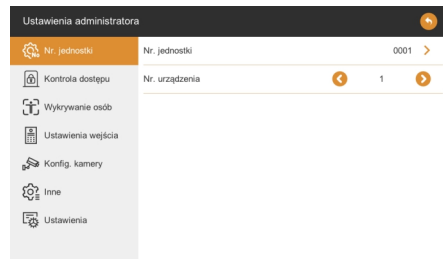 Ustawienia administratora
Nr. jednostki
Nr. jednostki 0001
Kontrola dostępu
Nr. urządzenia 1
Wykrywanie osób
Ustawienia wejścia
Konfig. kamery
Inne
Ustawienia